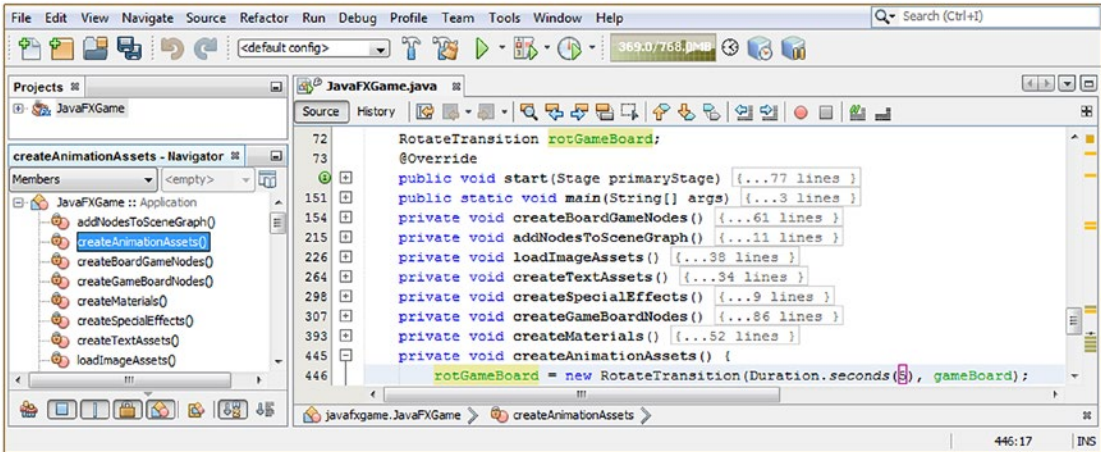 File Edit View Navigate Source Refactor Run Debug Profile Team Tools Window Help
Search (Ctrl+I)
<default config>
369.0/768.0MB
Projects
JavaFXGame
createAnimationAssets - Navigator
Members
<empty>
JavaFXGame :: Application
addNodesToSceneGraph()
createAnimationAssets()
createBoardGameNodes()
createGameBoardNodes()
createMaterials()
createSpecialEffects()
createTextAssets()
loadImageAssets()
JavaFXGame.java
Source History
72 RotateTransition rotGameBoard;
73 @Override
public void start(Stage primaryStage) {...77 lines }
151 public static void main(String[] args) {...3 lines }
154 private void createBoardGameNodes() {...61 lines }
215 private void addNodesToSceneGraph() {...11 lines }
226 private void loadImageAssets() {...38 lines }
264 private void createTextAssets() {...34 lines }
298 private void createSpecialEffects() {...9 lines }
307 private void createGameBoardNodes() {...86 lines }
393 private void createMaterials() {...52 lines }
445 private void createAnimationAssets() {
446 rotGameBoard = new RotateTransition(Duration.seconds(5), gameBoard);
javafxgame.JavaFXGame
createAnimationAssets
446:17
INS